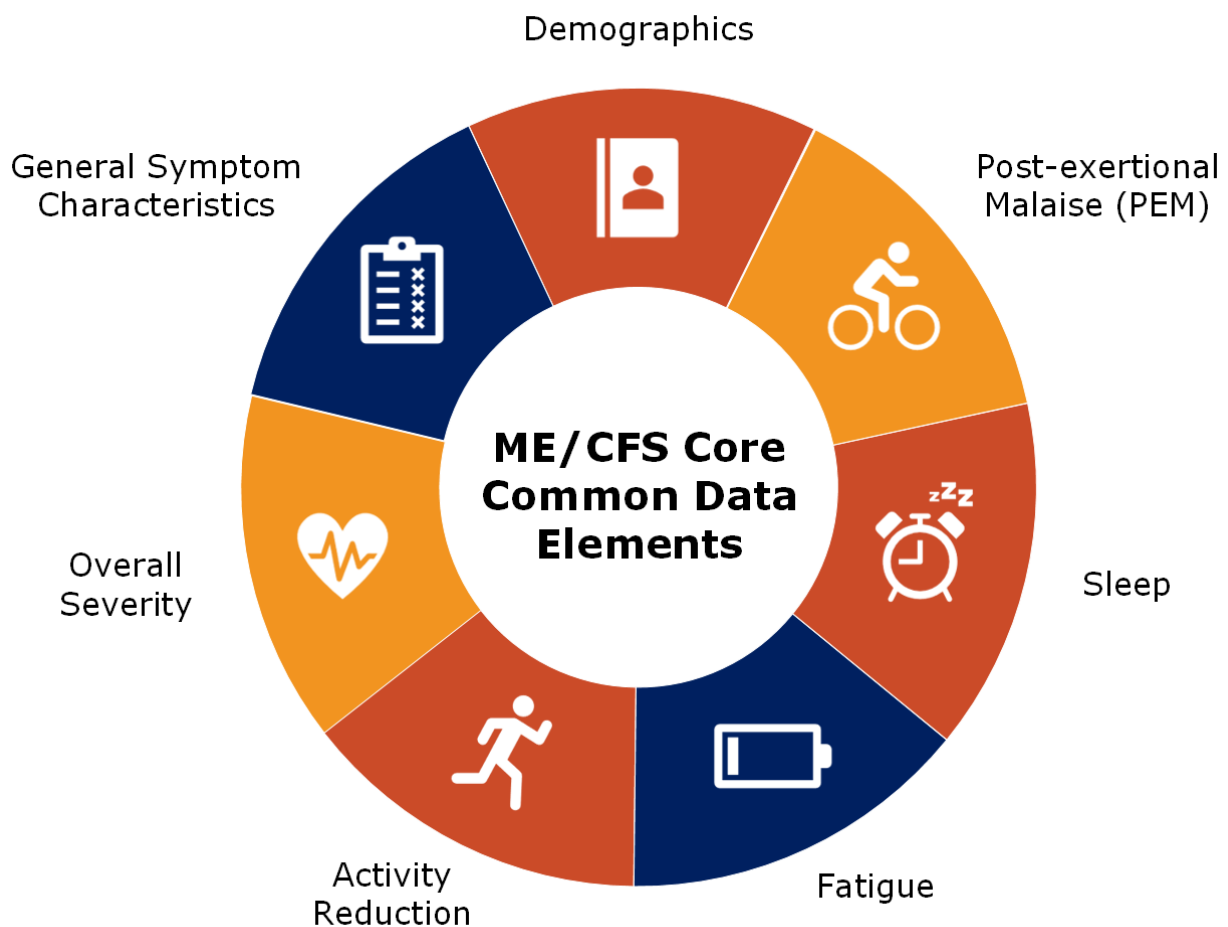 Demographics
Post-exertional
Malaise (PEM)
zzz
Sleep
Fatigue
Activity
Reduction
Overall
Severity
General Symptom
Characteristics
ME/CFS Core
Common Data
Elements